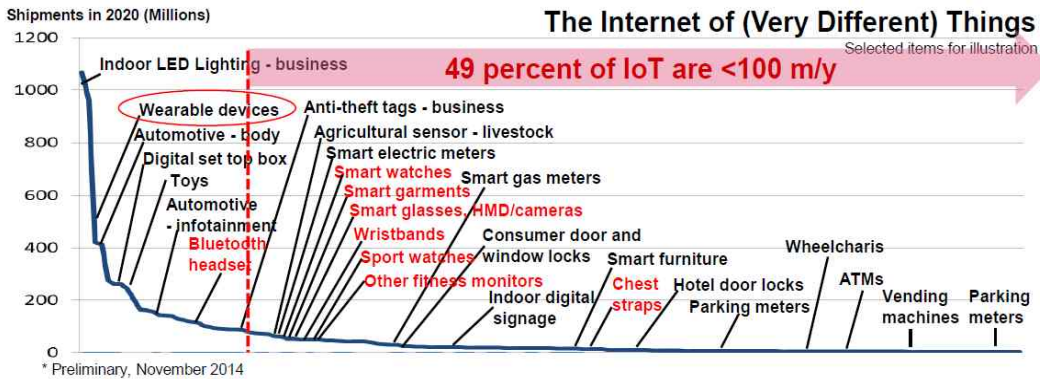 Shipments in 2020 (Millions)
The Internet of (Very Different) Things
Selected items for illustration
49 percent of IoT are <100 m/y
1200
1000
800
600
400
200
0
Indoor LED Lighting - business
Wearable devices
Automotive - body
Digital set top box
Toys
Automotive
- infotainment
Bluetooth
headset
Anti-theft tags - business
Agricultural sensor - livestock
Smart electric meters
Smart watches
Smart garments
Smart glasses, HMD/cameras
Wristbands
Sport watches
Other fitness monitors
Smart gas meters
Consumer door and
window locks
Indoor digital
signage
Smart furniture
Chest
straps
Hotel door locks
Parking meters
Wheelcharis
ATMs
Vending
machines
Parking
meters
* Preliminary, November 2014